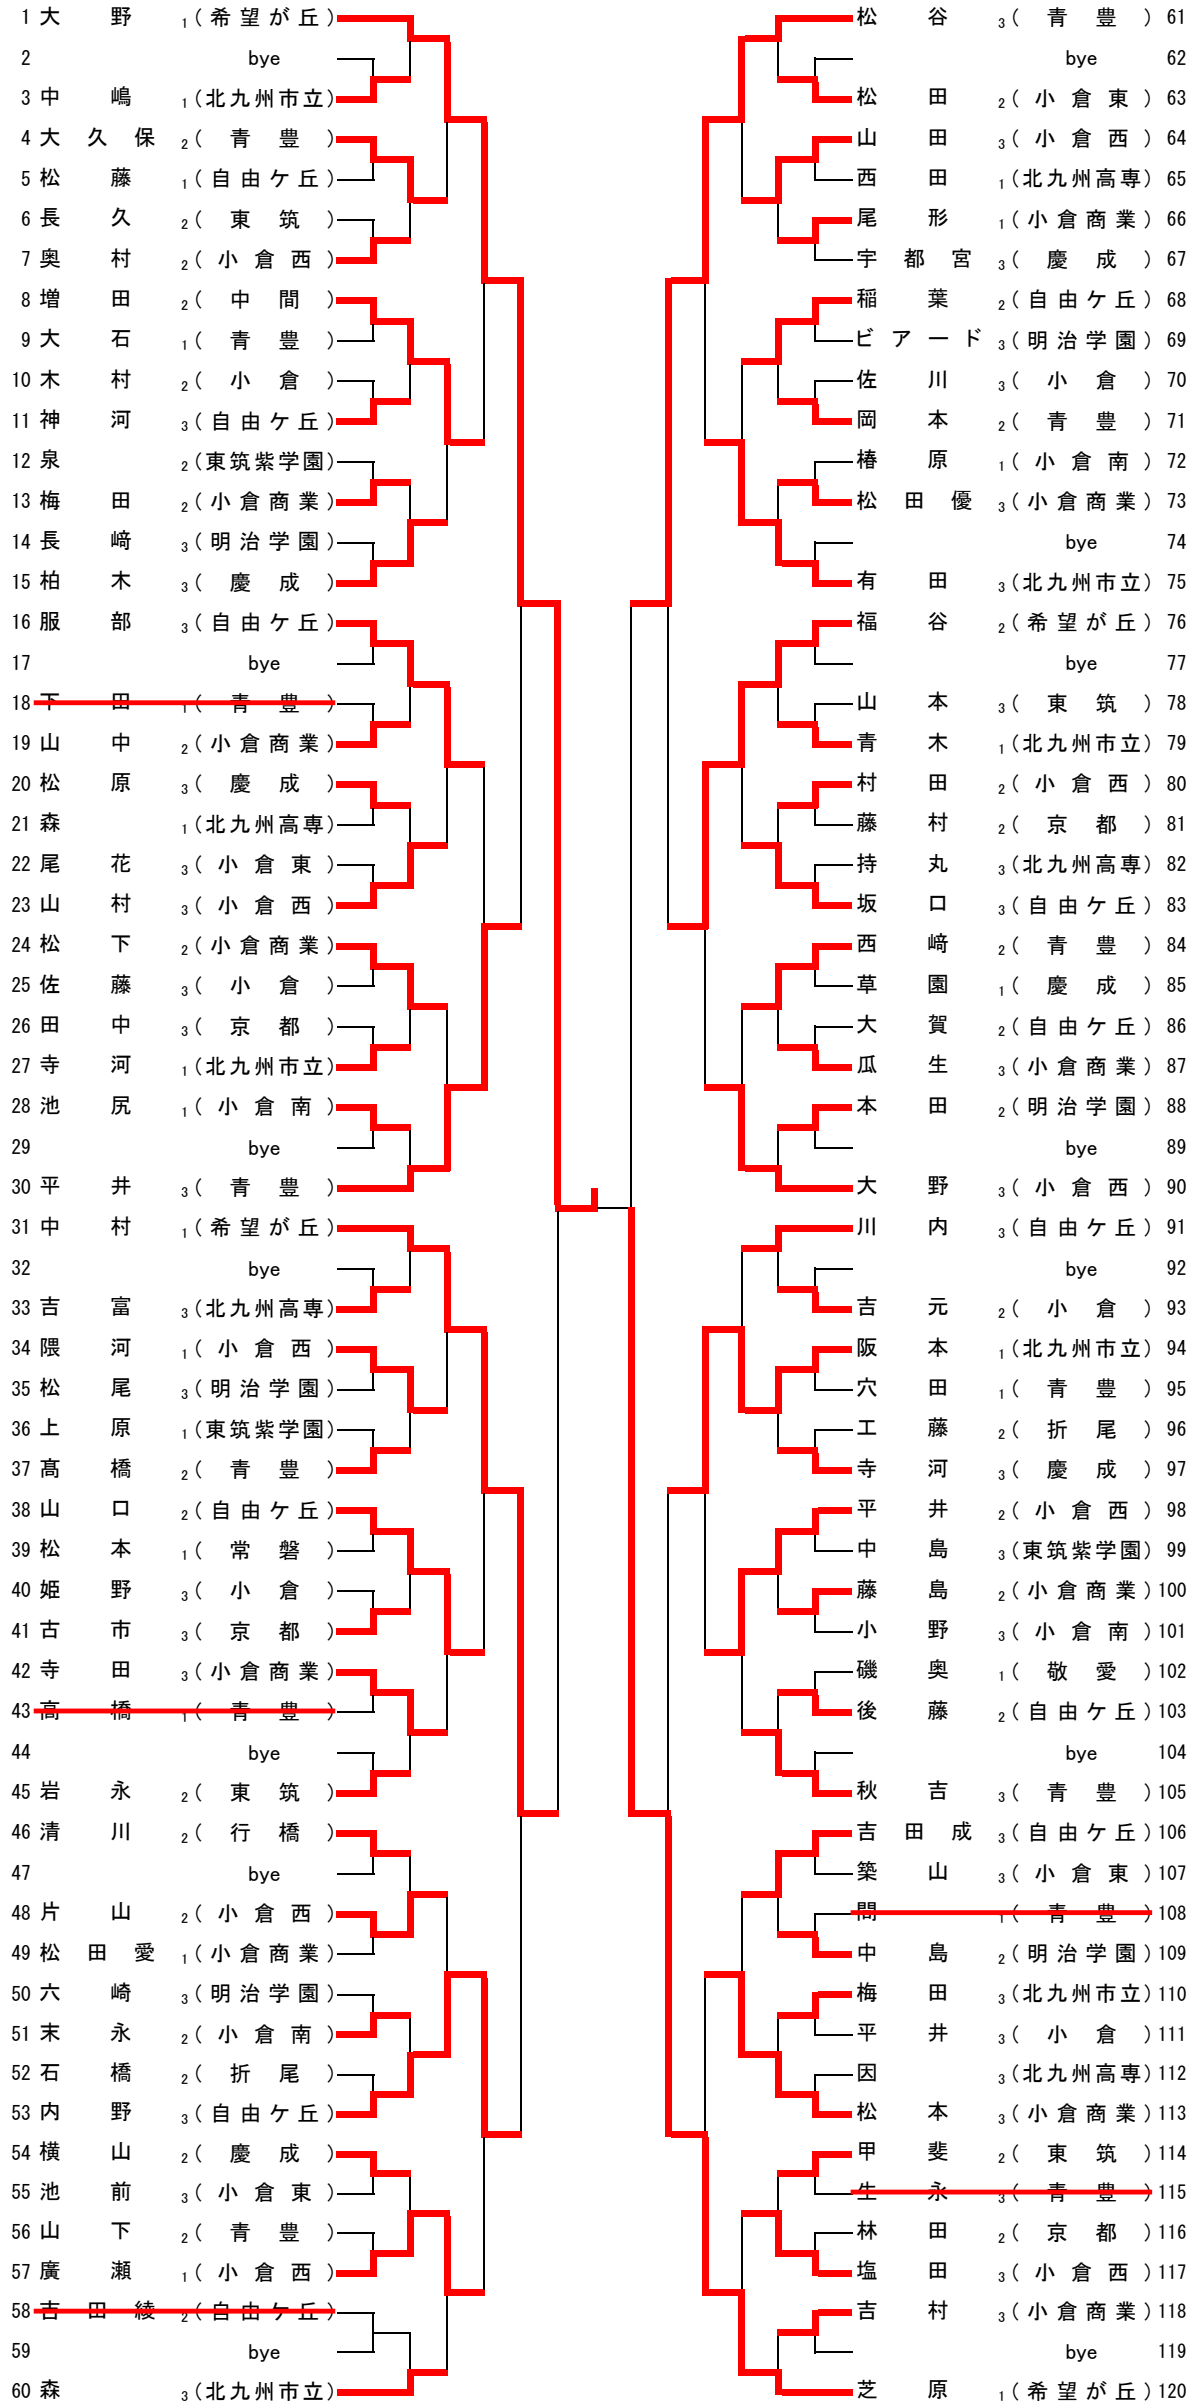 1 大野 1 (希望が丘)
2 bye
3 中嶋 1 (北九州市立)
4 大久保 2 (青豊)
5 松藤 1 (自由ケ丘)
6 長久 2 (東筑)
7 奥村 2 (小倉西)
8 増田 2 (中間)
9 大石 1 (青豊)
10 木村 2 (小倉)
11 神河 3 (自由ケ丘)
12 泉 2 (東筑紫学園)
13 梅田 2 (小倉商業)
14 長﨑 3 (明治学園)
15 柏木 3 (慶成)
16 服部 3 (自由ケ丘)
17 bye
18 下田 1 (青豊)
19 山中 2 (小倉商業)
20 松原 3 (慶成)
21 森 1 (北九州高専)
22 尾花 3 (小倉東)
23 山村 3 (小倉西)
24 松下 2 (小倉商業)
25 佐藤 3 (小倉)
26 田中 3 (京都)
27 寺河 1 (北九州市立)
28 池尻 1 (小倉南)
29 bye
30 平井 3 (青豊)
31 中村 1 (希望が丘)
32 bye
33 吉富 3 (北九州高専)
34 隈河 1 (小倉西)
35 松尾 3 (明治学園)
36 上原 1 (東筑紫学園)
37 髙橋 2 (青豊)
38 山口 2 (自由ケ丘)
39 松本 1 (常磐)
40 姫野 3 (小倉)
41 古市 3 (京都)
42 寺田 3 (小倉商業)
43 高橋 1 (青豊)
44 bye
45 岩永 2 (東筑)
46 清川 2 (行橋)
47 bye
48 片山 2 (小倉西)
49 松田愛 1 (小倉商業)
50 六崎 3 (明治学園)
51 末永 2 (小倉南)
52 石橋 2 (折尾)
53 内野 3 (自由ケ丘)
54 横山 2 (慶成)
55 池前 3 (小倉東)
56 山下 2 (青豊)
57 廣瀬 1 (小倉西)
58 吉田綾 2 (自由ケ丘)
59 bye
60 森 3 (北九州市立)
松谷 3 (青豊) 61
bye 62
松田 2 (小倉東) 63
山田 3 (小倉西) 64
西田 1 (北九州高専) 65
尾形 1 (小倉商業) 66
宇都宮 3 (慶成) 67
稲葉 2 (自由ケ丘) 68
ビアード 3 (明治学園) 69
佐川 3 (小倉) 70
岡本 2 (青豊) 71
椿原 1 (小倉南) 72
松田優 3 (小倉商業) 73
bye 74
有田 3 (北九州市立) 75
福谷 2 (希望が丘) 76
bye 77
山本 3 (東筑) 78
青木 1 (北九州市立) 79
村田 2 (小倉西) 80
藤村 2 (京都) 81
持丸 3 (北九州高専) 82
坂口 3 (自由ケ丘) 83
西﨑 2 (青豊) 84
草園 1 (慶成) 85
大賀 2 (自由ケ丘) 86
瓜生 3 (小倉商業) 87
本田 2 (明治学園) 88
bye 89
大野 3 (小倉西) 90
川内 3 (自由ケ丘) 91
bye 92
吉元 2 (小倉) 93
阪本 1 (北九州市立) 94
穴田 1 (青豊) 95
工藤 2 (折尾) 96
寺河 3 (慶成) 97
平井 2 (小倉西) 98
中島 3 (東筑紫学園) 99
藤島 2 (小倉商業) 100
小野 3 (小倉南) 101
磯奥 1 (敬愛) 102
後藤 2 (自由ケ丘) 103
bye 104
秋吉 3 (青豊) 105
吉田成 3 (自由ケ丘) 106
築山 3 (小倉東) 107
間 1 (青豊) 108
中島 2 (明治学園) 109
梅田 3 (北九州市立) 110
平井 3 (小倉) 111
因 3 (北九州高専) 112
松本 3 (小倉商業) 113
甲斐 2 (東筑) 114
生永 3 (青豊) 115
林田 2 (京都) 116
塩田 3 (小倉西) 117
吉村 3 (小倉商業) 118
bye 119
芝原 1 (希望が丘) 120